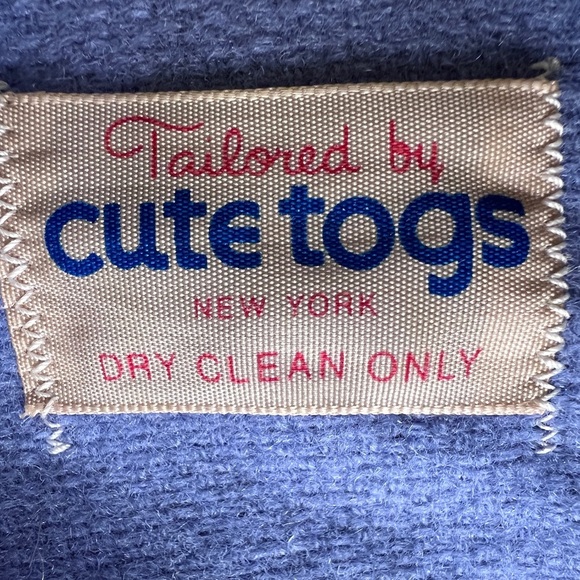 Tailored by
cute togs
NEW YORK
DRY CLEAN ONLY